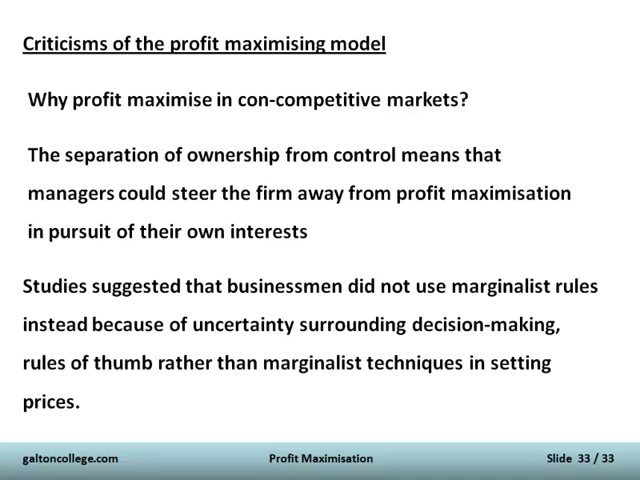 Criticisms of the profit maximising model
Why profit maximise in con-competitive markets?
The separation of ownership from control means that
managers could steer the firm away from profit maximisation
in pursuit of their own interests
Studies suggested that businessmen did not use marginalist rules
instead because of uncertainty surrounding decision-making,
rules of thumb rather than marginalist techniques in setting
prices.
galtoncollege.com Profit Maximisation Slide 33 / 33